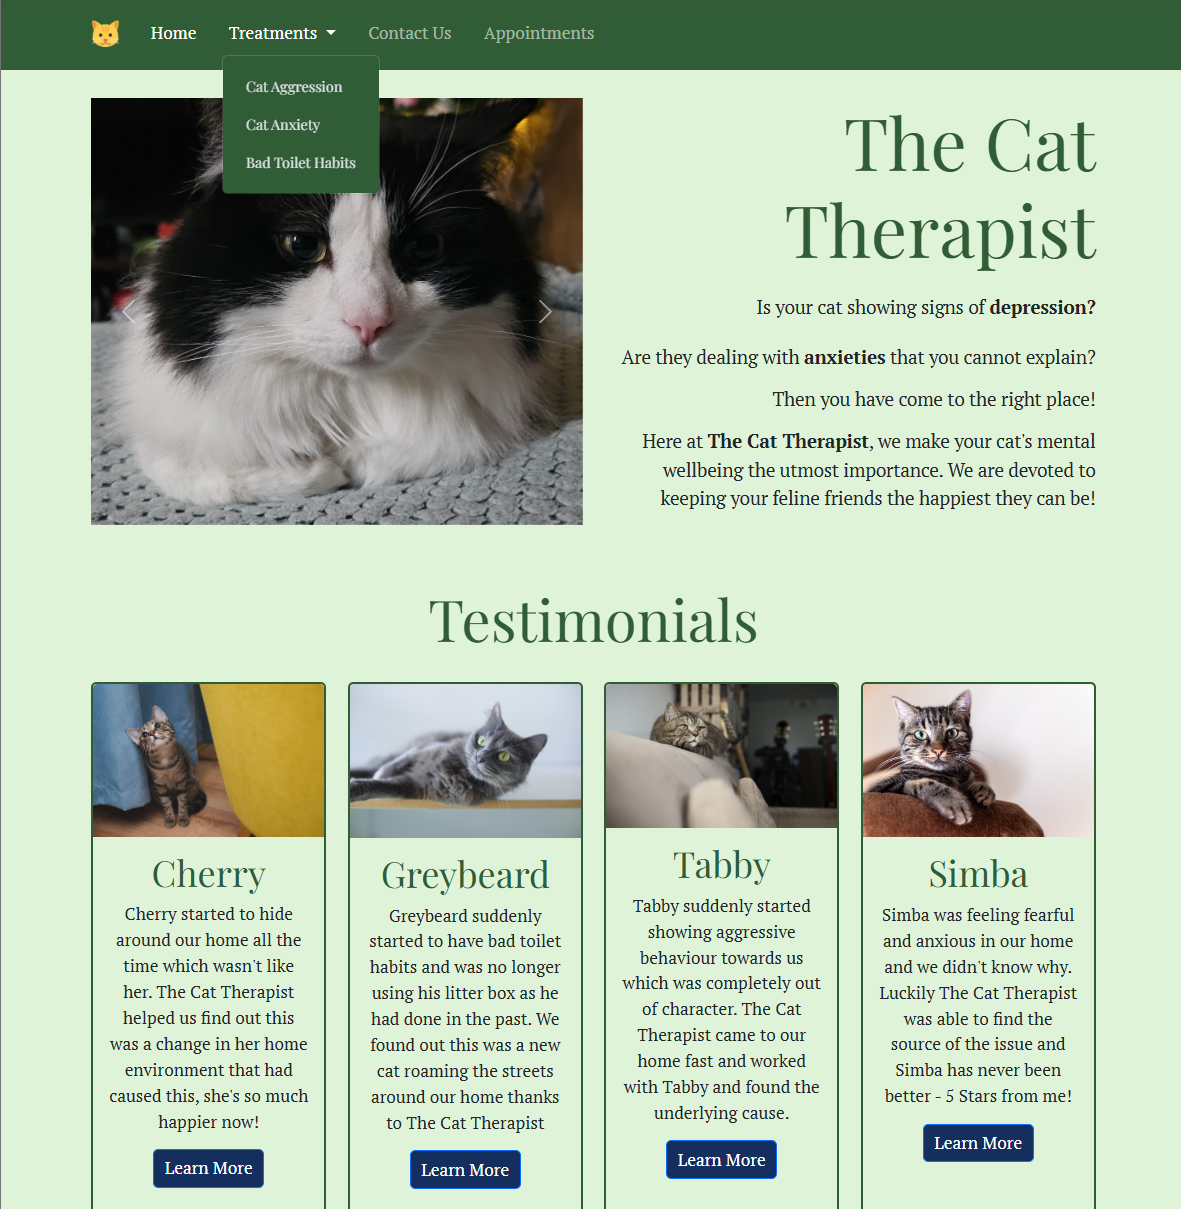 Home Treatments Contact Us Appointments
Cat Aggression
Cat Anxiety
Bad Toilet Habits
The Cat
Therapist
Is your cat showing signs of depression?
Are they dealing with anxieties that you cannot explain?
Then you have come to the right place!
Here at The Cat Therapist, we make your cat's mental
wellbeing the utmost importance. We are devoted to
keeping your feline friends the happiest they can be!
Testimonials
Cherry
Cherry started to hide
around our home all the
time which wasn't like
her. The Cat Therapist
helped us find out this
was a change in her home
environment that had
caused this, she's so much
happier now!
Learn More
Greybeard
Greybeard suddenly
started to have bad toilet
habits and was no longer
using his litter box as he
had done in the past. We
found out this was a new
cat roaming the streets
around our home thanks
to The Cat Therapist
Learn More
Tabby
Tabby suddenly started
showing aggressive
behaviour towards us
which was completely out
of character. The Cat
Therapist came to our
home fast and worked
with Tabby and found the
underlying cause.
Learn More
Simba
Simba was feeling fearful
and anxious in our home
and we didn't know why.
Luckily The Cat Therapist
was able to find the
source of the issue and
Simba has never been
better - 5 Stars from me!
Learn More